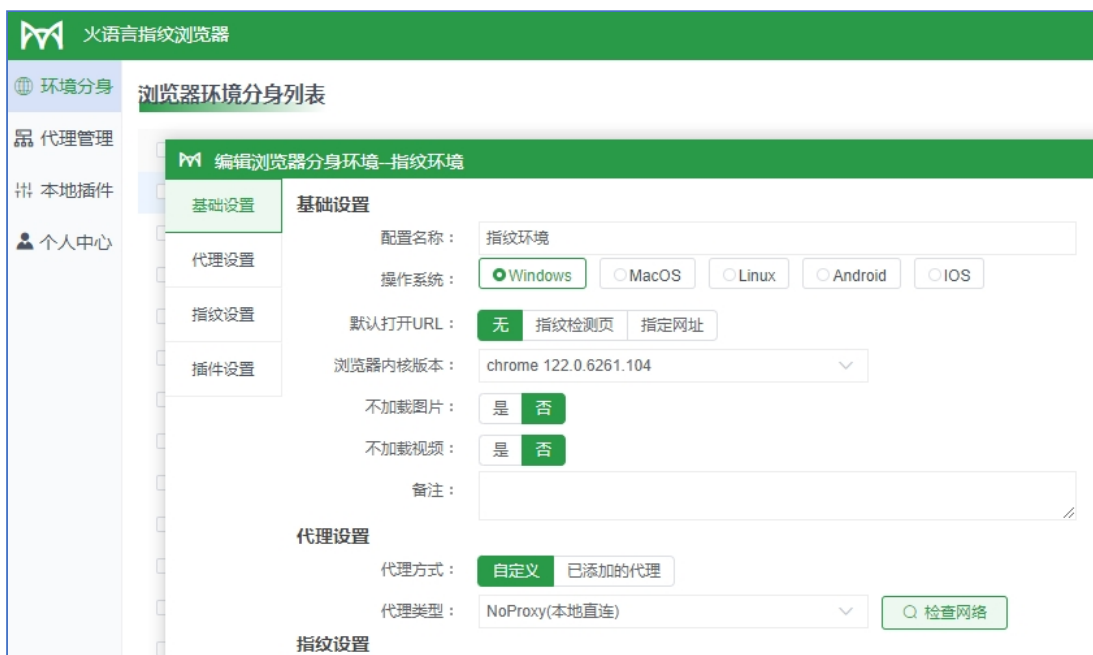 火语言指纹浏览器
环境分身
代理管理
本地插件
个人中心
浏览器环境分身列表
编辑浏览器分身环境--指纹环境
基础设置
代理设置
指纹设置
插件设置
基础设置
配置名称： 指纹环境
操作系统： Windows MacOS Linux Android IOS
默认打开URL： 无 指纹检测页 指定网址
浏览器内核版本： chrome 122.0.6261.104
不加载图片： 是 否
不加载视频： 是 否
备注：
代理设置
代理方式： 自定义 已添加的代理
代理类型： NoProxy(本地直连) 检查网络
指纹设置